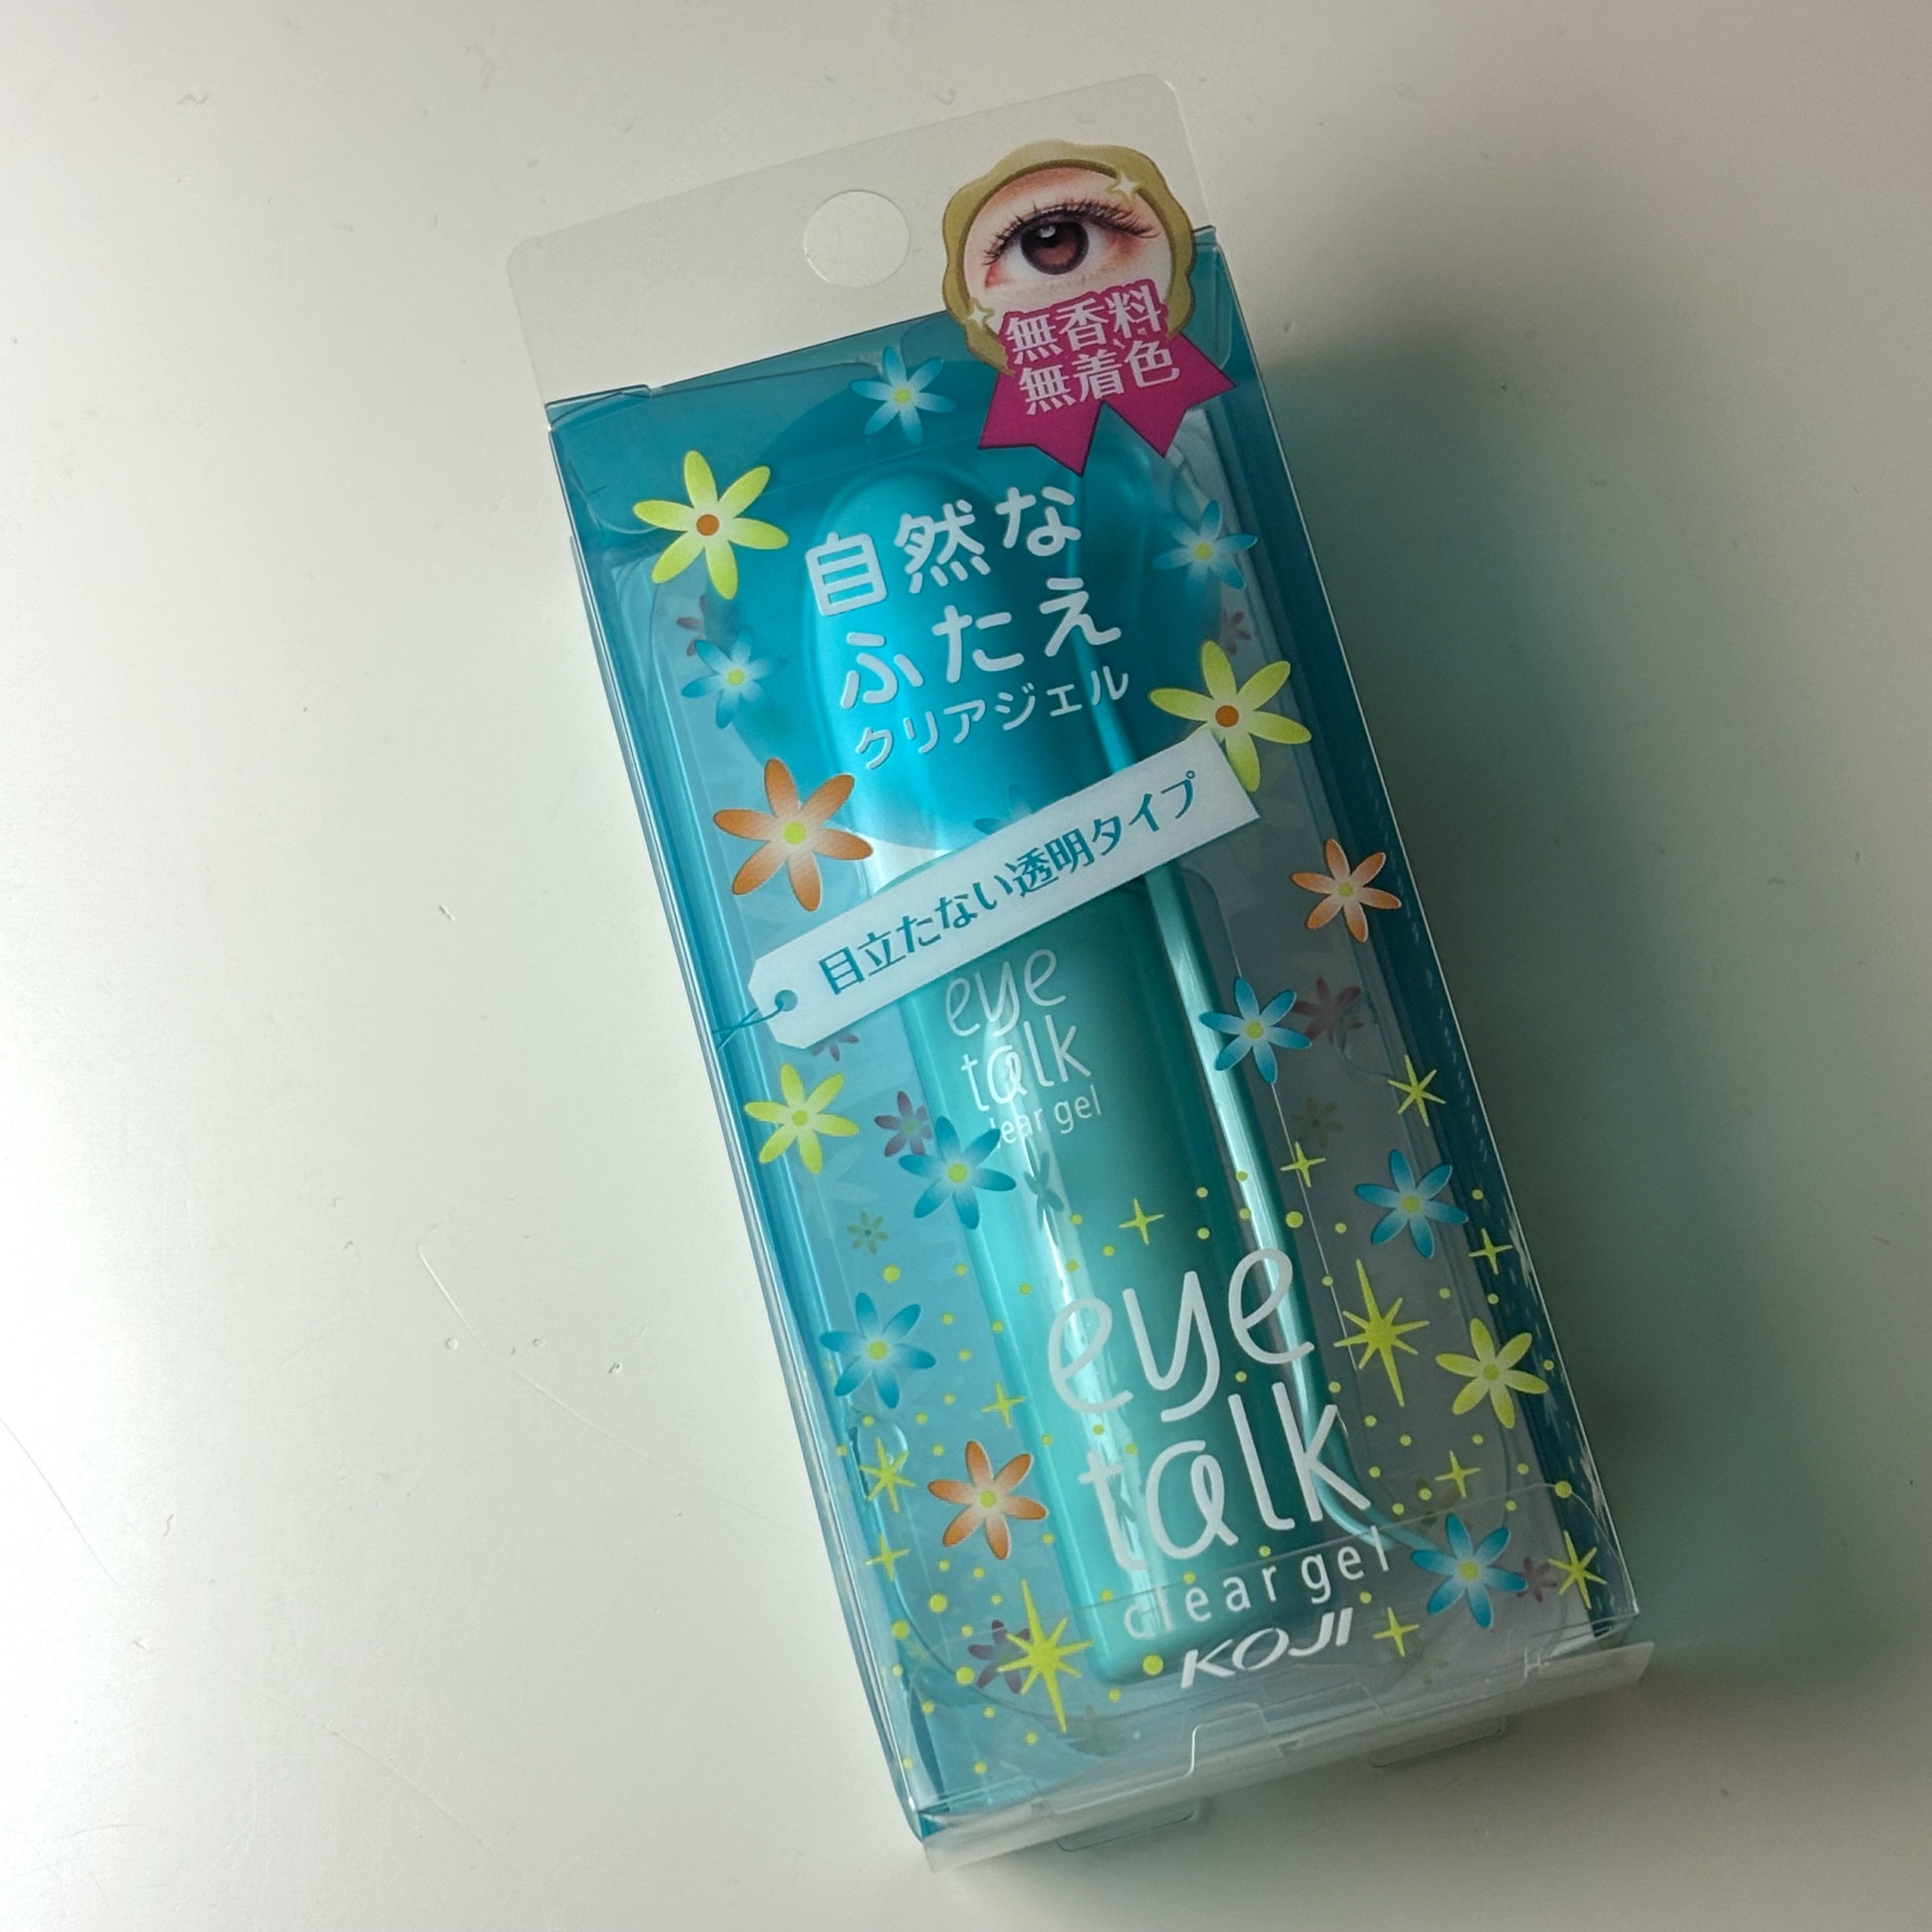 無香料
無着色
自然な
ふたえ
クリアジェル
目立たない透明タイプ
eye
talk
clear gel
eye
talk
clear gel
KOJI